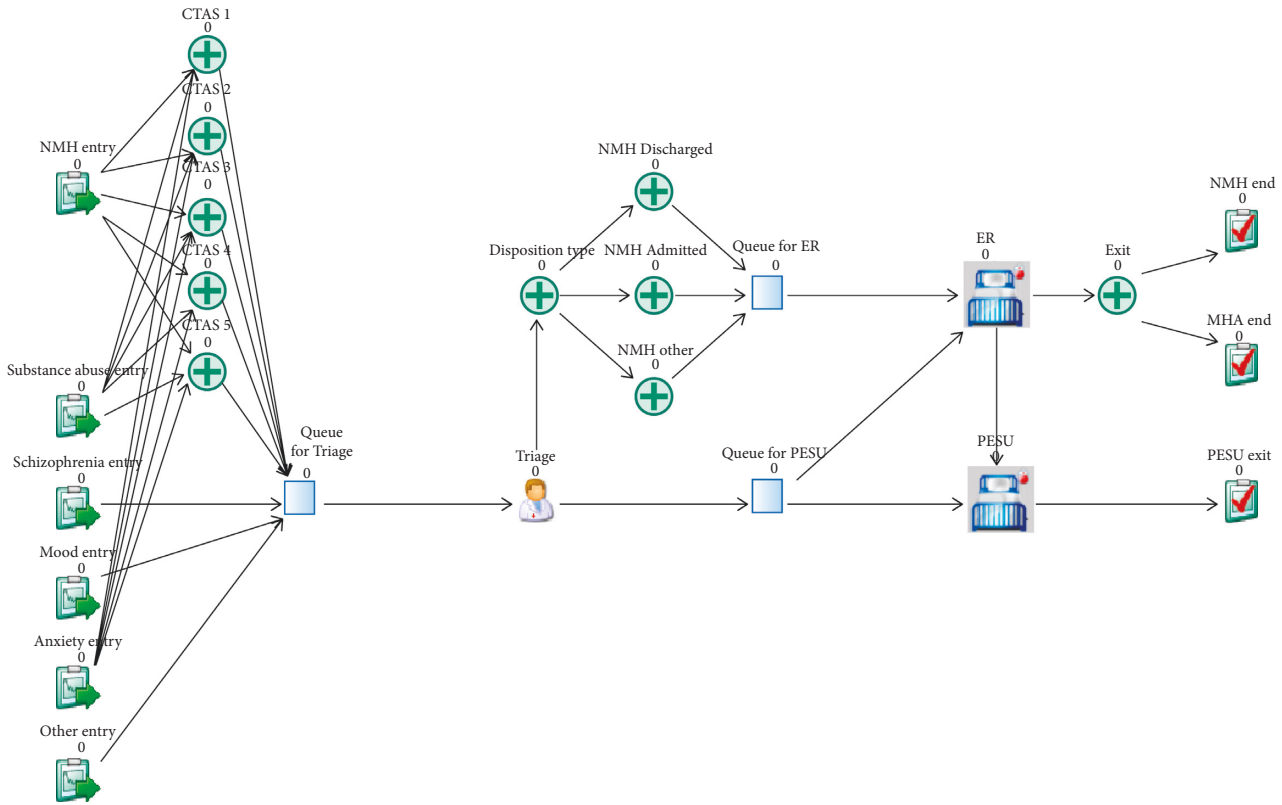 CTAS 1
0
CTAS 2
0
CTAS 3
0
CTAS 4
0
CTAS 5
0
NMH entry
0
Substance abuse entry
0
Schizophrenia entry
0
Mood entry
0
Anxiety entry
0
Other entry
0
Queue
for Triage
0
Triage
0
Disposition type
0
NMH Discharged
0
NMH Admitted
0
NMH other
0
Queue for ER
0
Queue for PESU
0
ER
0
PESU
0
Exit
0
NMH end
0
MHA end
0
PESU exit
0